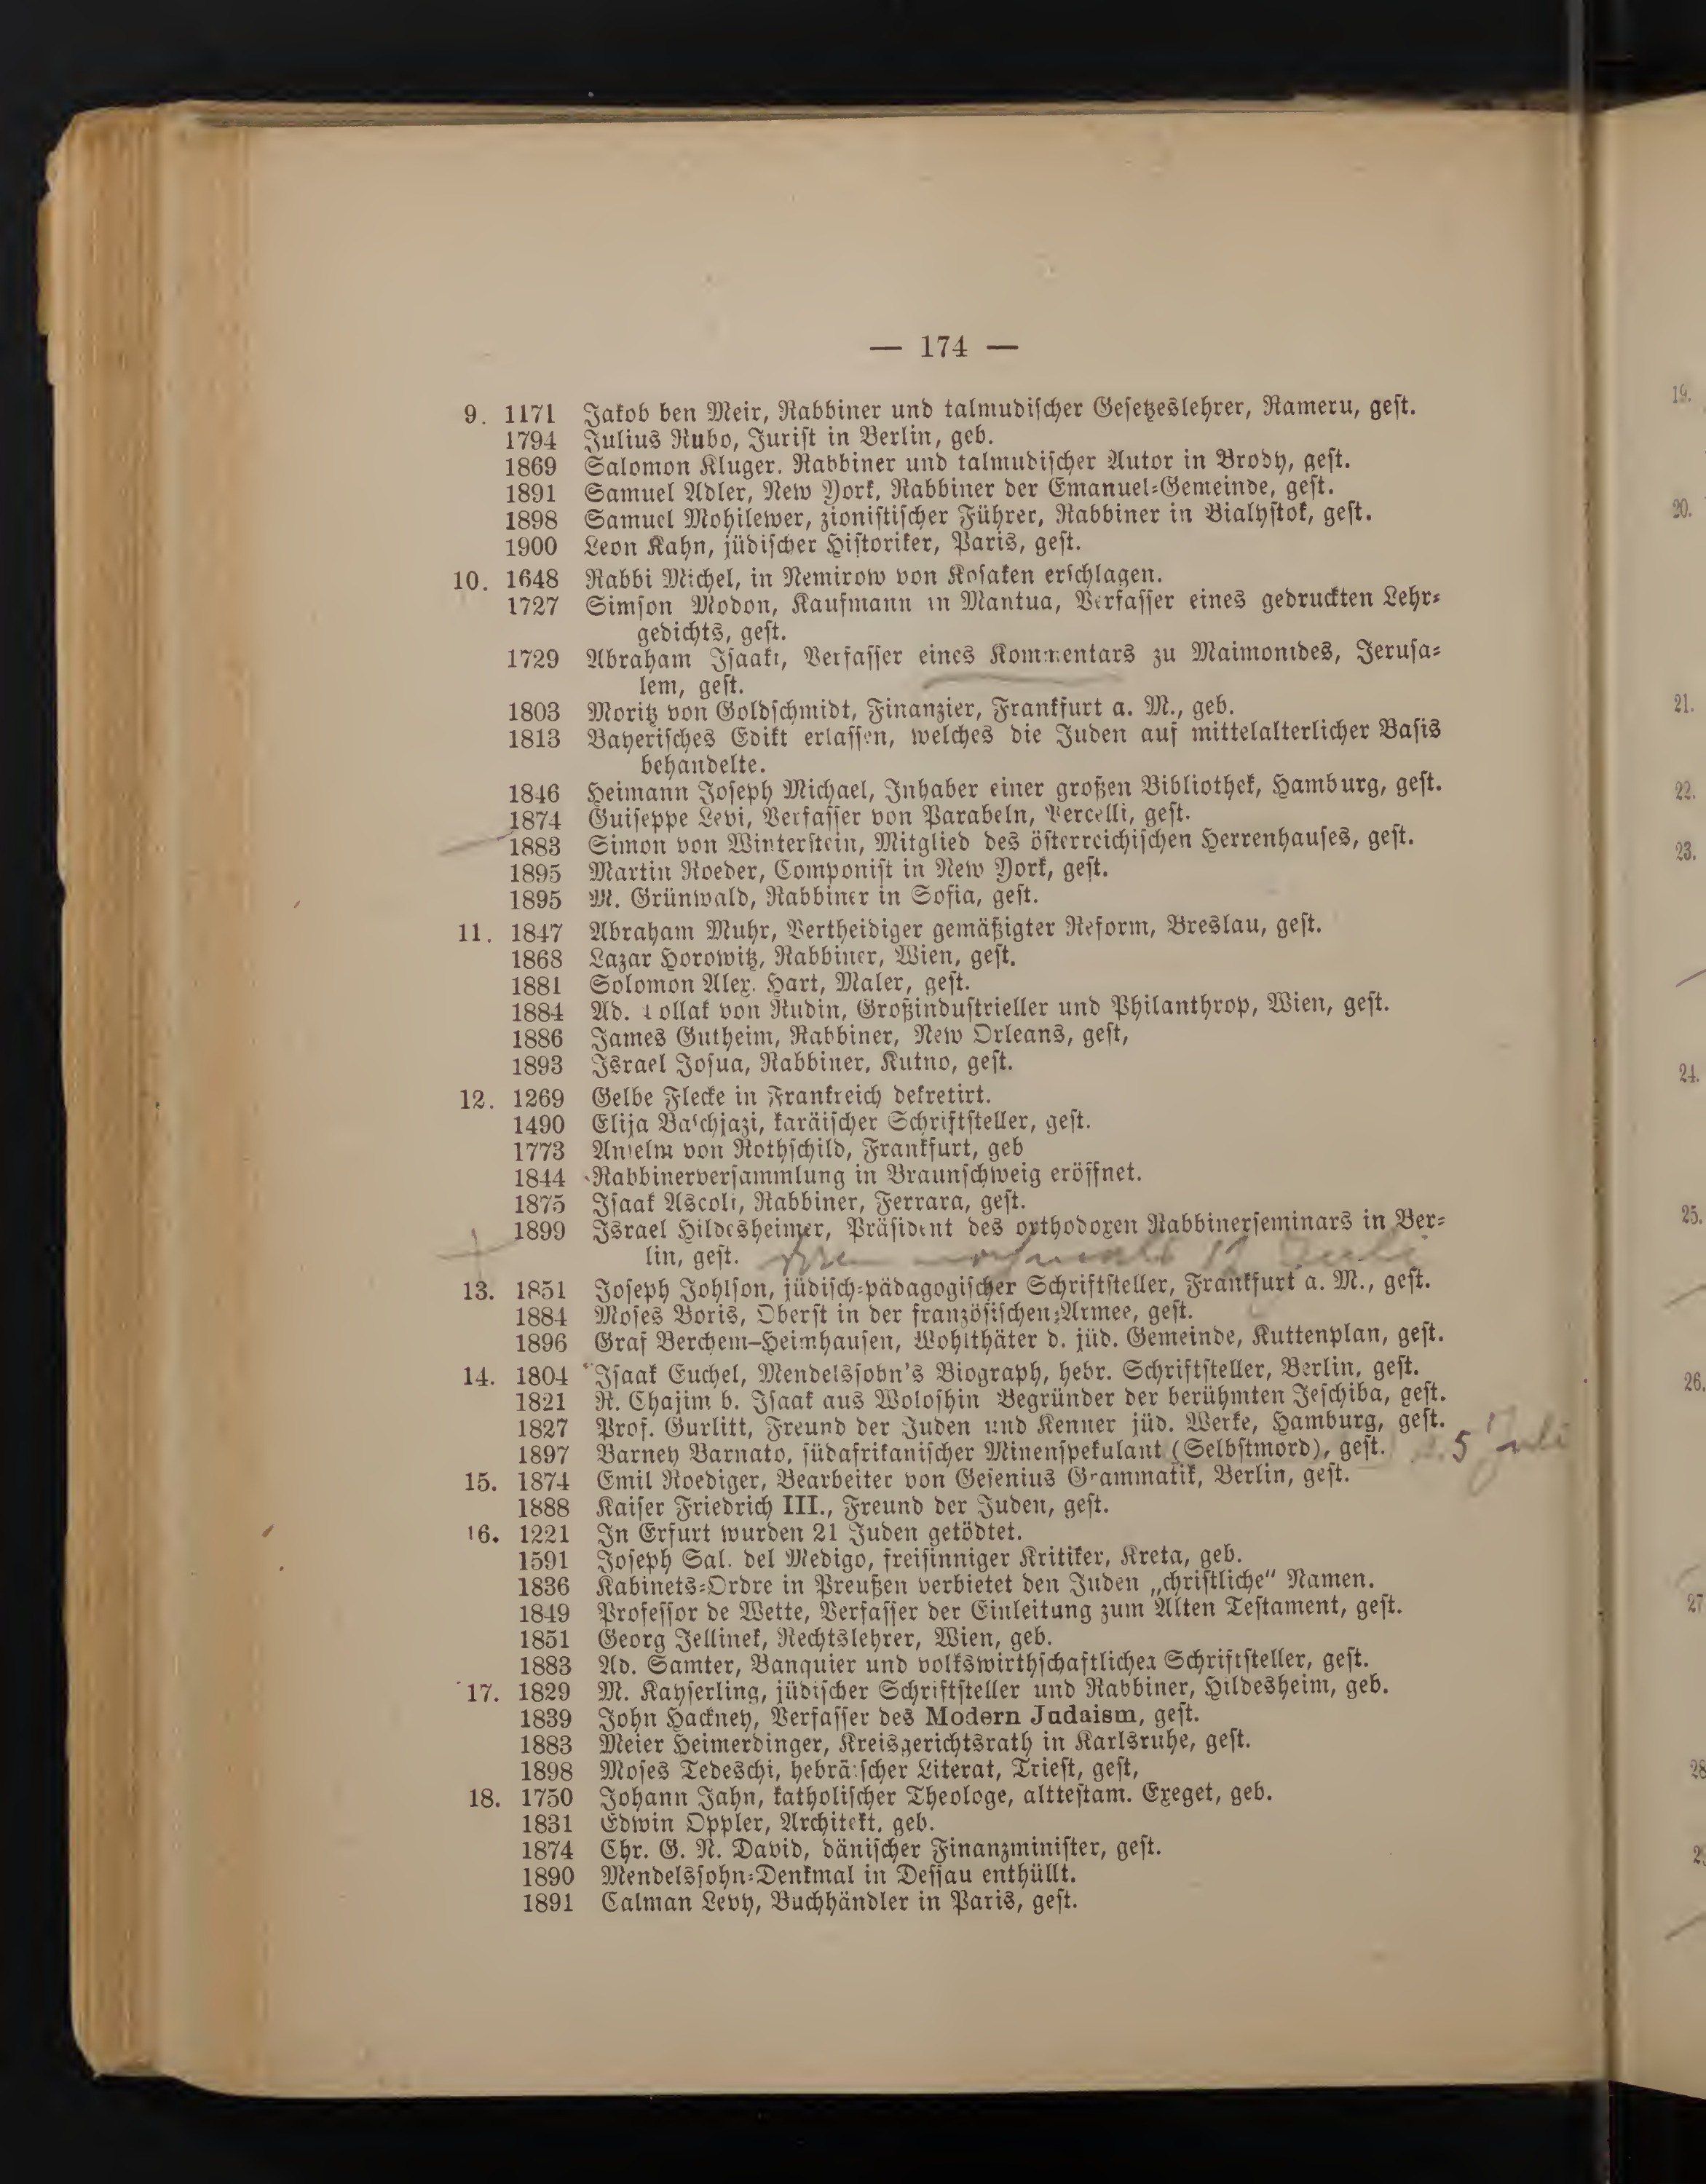 — 174 —
9. 1171 Jakob ben Meir, Rabbiner und talmudischer Gesetzeslehrer, Rameru, gest.
1794 Julius Rubo, Jurist in Berlin, geb.
1869 Salomon Kluger. Rabbiner und talmudischer Autor in Brody, gest.
1891 Samuel Adler, New York, Rabbiner der Emanuel=Gemeinde, gest.
1898 Samuel Mohilewer, zionistischer Führer, Rabbiner in Bialystok, gest.
1900 Leon Kahn, jüdischer Historiker, Paris, gest.
10. 1648 Rabbi Michel, in Nemirow von Kosaken erschlagen.
1727 Simson Modon, Kaufmann in Mantua, Verfasser eines gedruckten Lehr=
gedichts, gest.
1729 Abraham Isaaki, Verfasser eines Kommentars zu Maimonides, Jerusa=
lem, gest.
1803 Moritz von Goldschmidt, Finanzier, Frankfurt a. M., geb.
1813 Bayerisches Edikt erlassen, welches die Juden auf mittelalterlicher Basis
behandelte.
1846 Heimann Joseph Michael, Inhaber einer großen Bibliothek, Hamburg, gest.
1874 Guiseppe Levi, Verfasser von Parabeln, Vercelli, gest.
1883 Simon von Winterstein, Mitglied des österreichischen Herrenhauses, gest.
1895 Martin Roeder, Componist in New York, gest.
1895 M. Grünwald, Rabbiner in Sofia, gest.
11. 1847 Abraham Muhr, Vertheidiger gemäßigter Reform, Breslau, gest.
1868 Lazar Horowitz, Rabbiner, Wien, gest.
1881 Solomon Alex. Hart, Maler, gest.
1884 Ad. ollak von Rudin, Großindustrieller und Philanthrop, Wien, gest.
1886 James Gutheim, Rabbiner, New Orleans, gest,
1893 Israel Josua, Rabbiner, Kutno, gest.
12. 1269 Gelbe Flecke in Frankreich dekretirt.
1490 Elija Baschjazi, karäischer Schriftsteller, gest.
1773 Anselm von Rothschild, Frankfurt, geb
1844 Rabbinerversammlung in Braunschweig eröffnet.
1875 Isaak Ascoli, Rabbiner, Ferrara, gest.
1899 Israel Hildesheimer, Präsident des orthodoxen Rabbinerseminars in Ber=
lin, gest. 12 Juli
13. 1851 Joseph Johlson, jüdisch=pädagogischer Schriftsteller, Frankfurt a. M., gest.
1884 Moses Boris, Oberst in der französischen=Armee, gest.
1896 Graf Berchem–Heimhausen, Wohlthäter d. jüd. Gemeinde, Kuttenplan, gest.
14. 1804 Isaak Euchel, Mendelssohn's Biograph, hebr. Schriftsteller, Berlin, gest.
1821 R. Chajim b. Isaak aus Woloshin Begründer der berühmten Jeschiba, gest.
1827 Prof. Gurlitt, Freund der Juden und Kenner jüd. Werke, Hamburg, gest.
1897 Barney Barnato, südafrikanischer Minenspekulant (Selbstmord), gest. 5 Juli
15. 1874 Emil Roediger, Bearbeiter von Gesenius Grammatik, Berlin, gest.
1888 Kaiser Friedrich III., Freund der Juden, gest.
16. 1221 In Erfurt wurden 21 Juden getödtet.
1591 Joseph Sal. del Medigo, freisinniger Kritiker, Kreta, geb.
1836 Kabinets=Ordre in Preußen verbietet den Juden „christliche“ Namen.
1849 Professor de Wette, Verfasser der Einleitung zum Alten Testament, gest.
1851 Georg Jellinek, Rechtslehrer, Wien, geb.
1883 Ad. Samter, Banquier und volkswirthschaftlicher Schriftsteller, gest.
17. 1829 M. Kayserling, jüdischer Schriftsteller und Rabbiner, Hildesheim, geb.
1839 John Hackney, Verfasser des Modern Judaism, gest.
1883 Meier Heimerdinger, Kreisgerichtsrath in Karlsruhe, gest.
1898 Moses Tedeschi, hebräischer Literat, Triest, gest,
18. 1750 Johann Jahn, katholischer Theologe, alttestam. Exeget, geb.
1831 Edwin Oppler, Architekt, geb.
1874 Chr. G. N. David, dänischer Finanzminister, gest.
1890 Mendelssohn=Denkmal in Dessau enthüllt.
1891 Calman Levy, Buchhändler in Paris, gest.
19.
20.
21.
22.
23.
24.
25.
26.
27
28